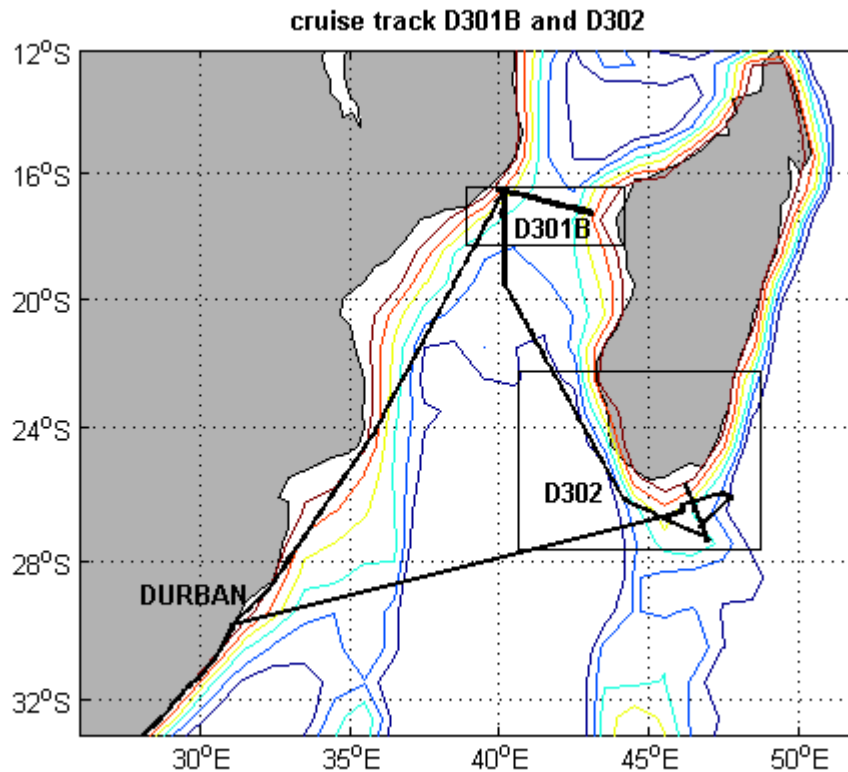 cruise track D301B and D302
12°S
16°S
D301B
20°S
24°S
D302
28°S
DURBAN
32°S
30°E
35°E
40°E
45°E
50°E